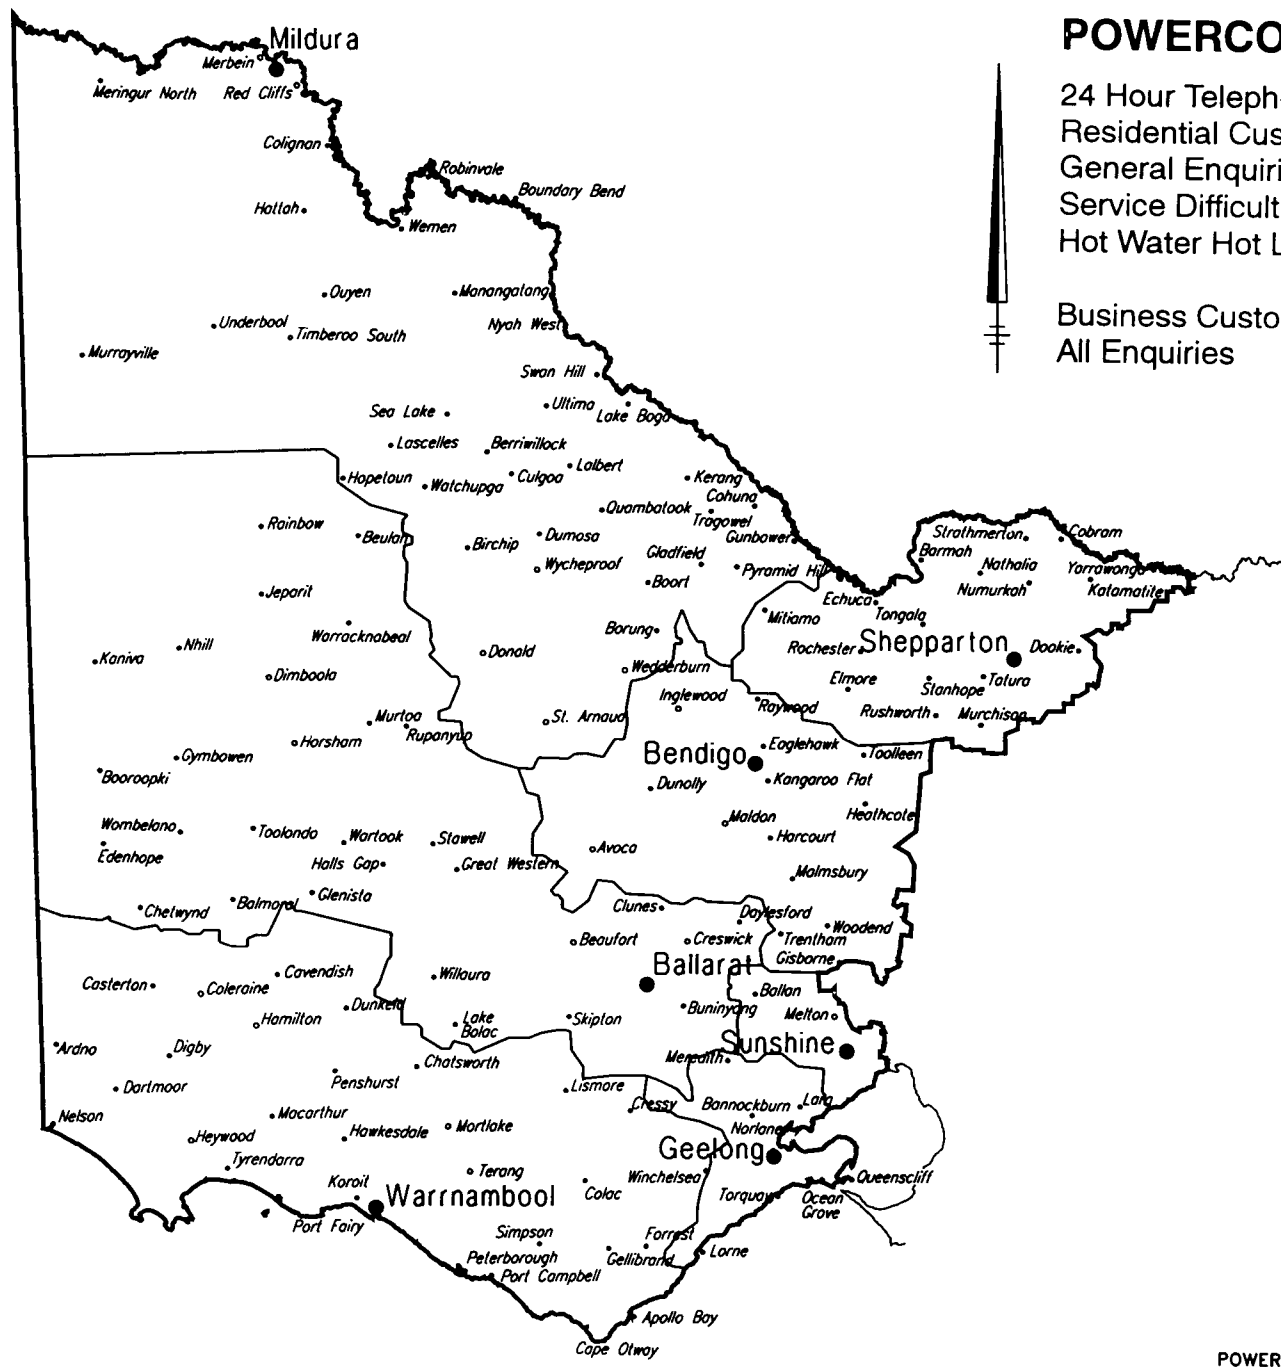 POWERCO
24 Hour Teleph
Residential Cus
General Enquiri
Service Difficult
Hot Water Hot L
Business Custo
All Enquiries
Mildura
Merbein
Meringur North
Red Cliffs
Colignan
Robinvale
Boundary Bend
Hattah
Wemen
Ouyen
Manangatang
Underbool
Timberoo South
Nyah West
Murrayville
Swan Hill
Sea Lake
Ultima
Lake Boga
Lascelles
Berriwillock
Hopetoun
Watchupga
Culgoa
Lalbert
Kerang
Cohuna
Quambatook
Tragowel
Gunbower
Rainbow
Beulah
Birchip
Dumosa
Wycheproof
Gladfield
Boort
Pyramid Hill
Strathmerton
Cobram
Barmah
Nathalia
Yarrawonga
Numurkah
Katamatite
Jeparit
Echuca
Mitiamo
Tongala
Warracknabeal
Borung
Rochester
Shepparton
Dookie
Kaniva
Nhill
Donald
Wedderburn
Dimboola
Inglewood
Elmore
Stanhope
Tatura
Raywood
Rushworth
Murchison
Murtoa
Rupanyup
St. Arnaud
Horsham
Gymbowen
Bendigo
Eaglehawk
Toolleen
Booroopki
Dunolly
Kangaroo Flat
Heathcote
Maldon
Harcourt
Wombelano
Toolondo
Wartook
Stawell
Edenhope
Halls Gap
Great Western
Avoca
Malmsbury
Glenista
Balmoral
Chetwynd
Clunes
Daylesford
Woodend
Beaufort
Creswick
Trentham
Gisborne
Ballarat
Casterton
Cavendish
Willaura
Coleraine
Ballan
Dunkeld
Buninyong
Melton
Hamilton
Lake
Bolac
Skipton
Sunshine
Ardno
Digby
Chatsworth
Meredith
Dartmoor
Penshurst
Lismore
Nelson
Macarthur
Cressy
Bannockburn
Lara
Heywood
Hawkesdale
Mortlake
Norlane
Geelong
Tyrendarra
Koroit
Terang
Winchelsea
Queenscliff
Warrnambool
Colac
Torquay
Ocean
Grove
Port Fairy
Simpson
Forrest
Peterborough
Gellibrand
Lorne
Port Campbell
Apollo Bay
Cape Otway
POWER